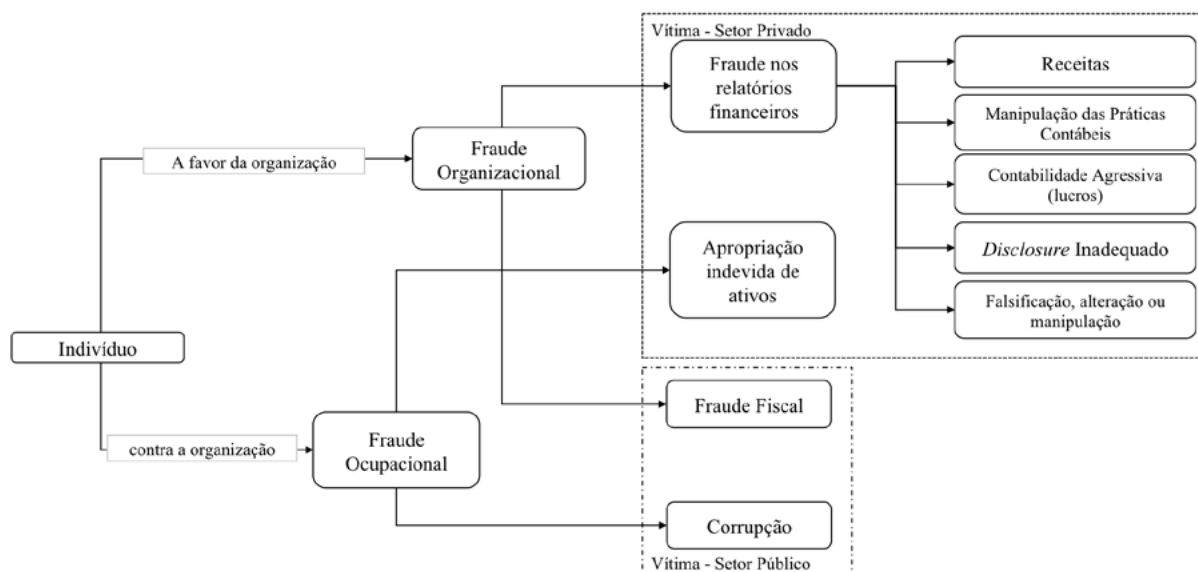 Vítima - Setor Privado
Fraude nos
relatórios
financeiros
Receitas
Manipulação das Práticas
Contábeis
Contabilidade Agressiva
(lucros)
Disclosure Inadequado
Falsificação, alteração ou
manipulação
A favor da organização
Fraude
Organizacional
Apropriação
indevida de
ativos
Indivíduo
contra a organização
Fraude
Ocupacional
Fraude Fiscal
Corrupção
Vítima - Setor Público